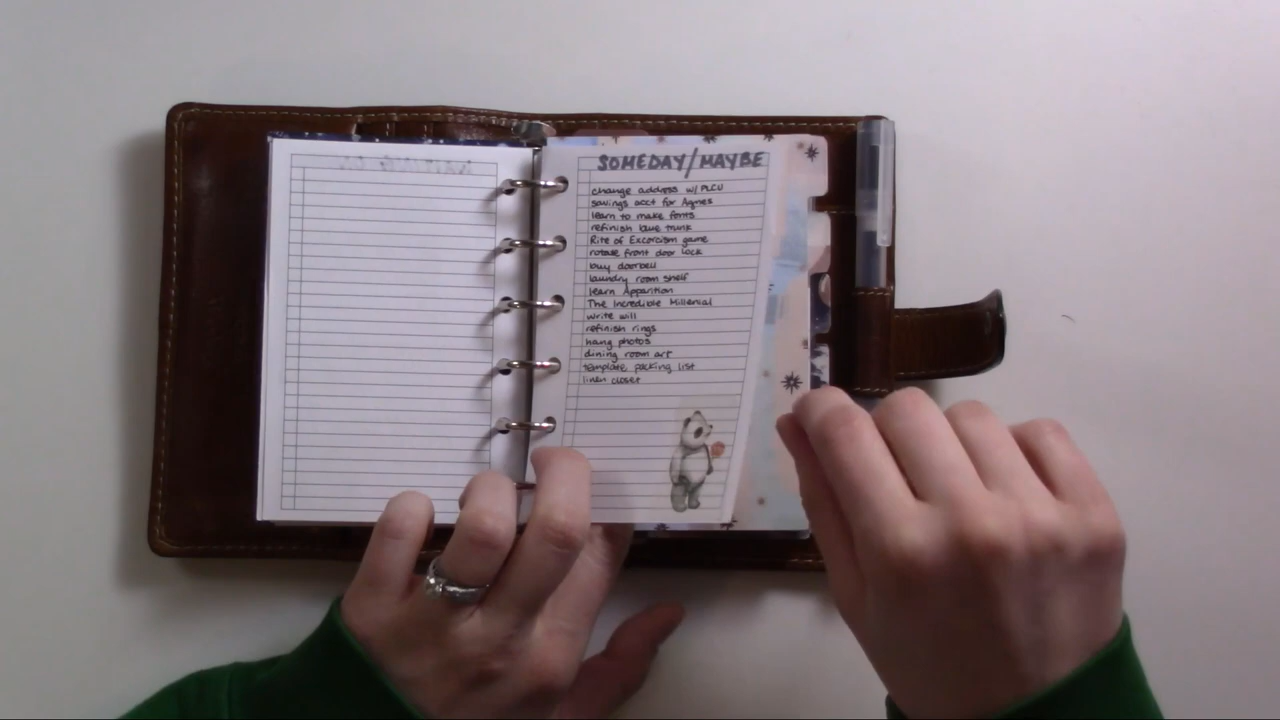 SOMEDAY/MAYBE
change address w/ PLCU
savings acct for Agnes
learn to make fonts
refinish blue trunk
Rite of Excorcism game
rotate front door lock
buy doorbell
laundry room shelf
learn Apparition
The Incredible Millenial
write will
refinish rings
hang photos
dining room art
template packing list
linen closet